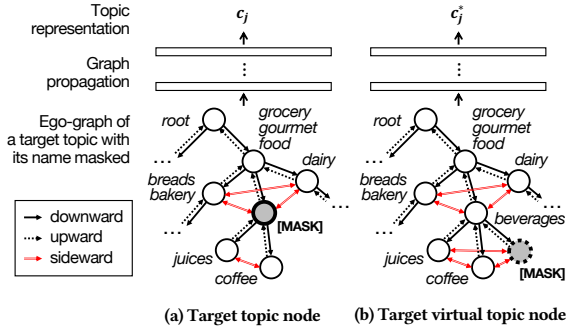 Topic representation
c_j
c_j^*
Graph propagation
⋮
⋮
Ego-graph of a target topic with its name masked
root
grocery gourmet food
...
dairy
breads bakery
...
...
[MASK]
juices
coffee
root
grocery gourmet food
...
dairy
breads bakery
...
...
beverages
juices
coffee
[MASK]
downward
upward
sideward
(a) Target topic node
(b) Target virtual topic node